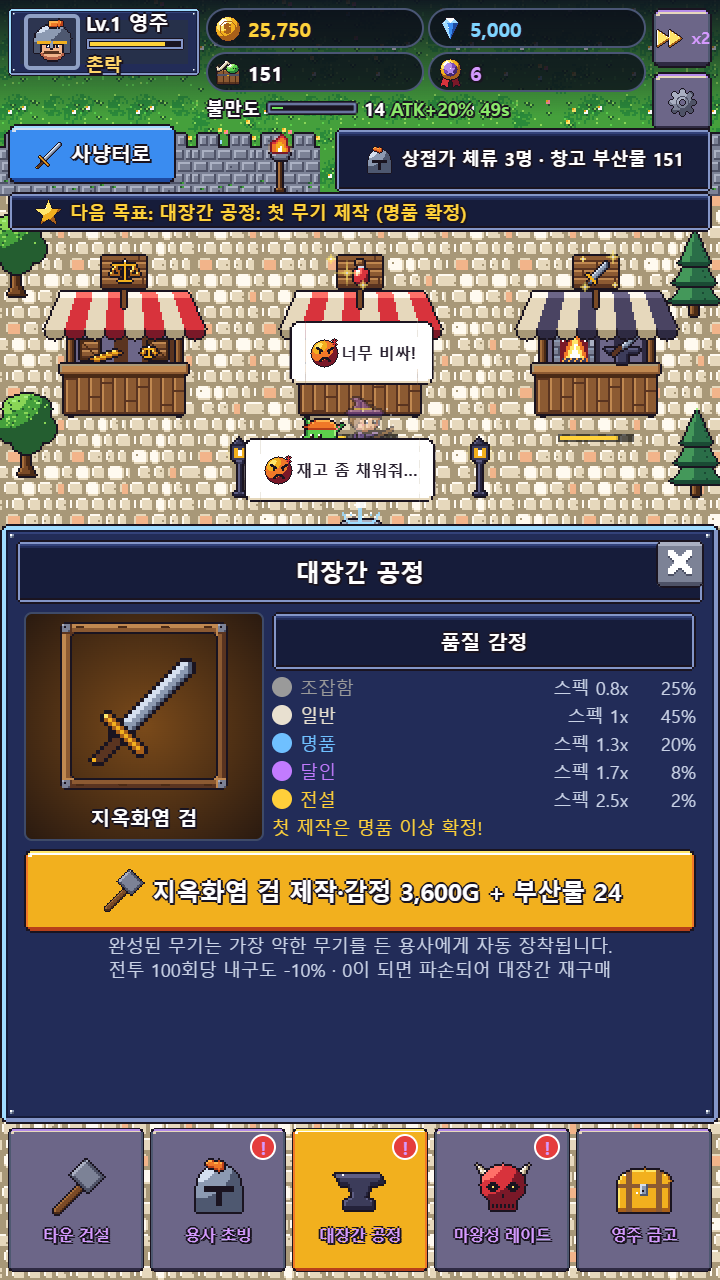 Lv.1 영주
촌락
25,750
5,000
x2
151
6
불만도 14 ATK+20% 49s
사냥터로
상점가 체류 3명 · 창고 부산물 151
다음 목표: 대장간 공정: 첫 무기 제작 (명품 확정)
너무 비싸!
재고 좀 채워줘...
대장간 공정
지옥화염 검
품질 감정
조잡함 스펙 0.8x 25%
일반 스펙 1x 45%
명품 스펙 1.3x 20%
달인 스펙 1.7x 8%
전설 스펙 2.5x 2%
첫 제작은 명품 이상 확정!
지옥화염 검 제작·감정 3,600G + 부산물 24
완성된 무기는 가장 약한 무기를 든 용사에게 자동 장착됩니다.
전투 100회당 내구도 -10% · 0이 되면 파손되어 대장간 재구매
타운 건설
용사 초빙
대장간 공정
마왕성 레이드
영주 금고